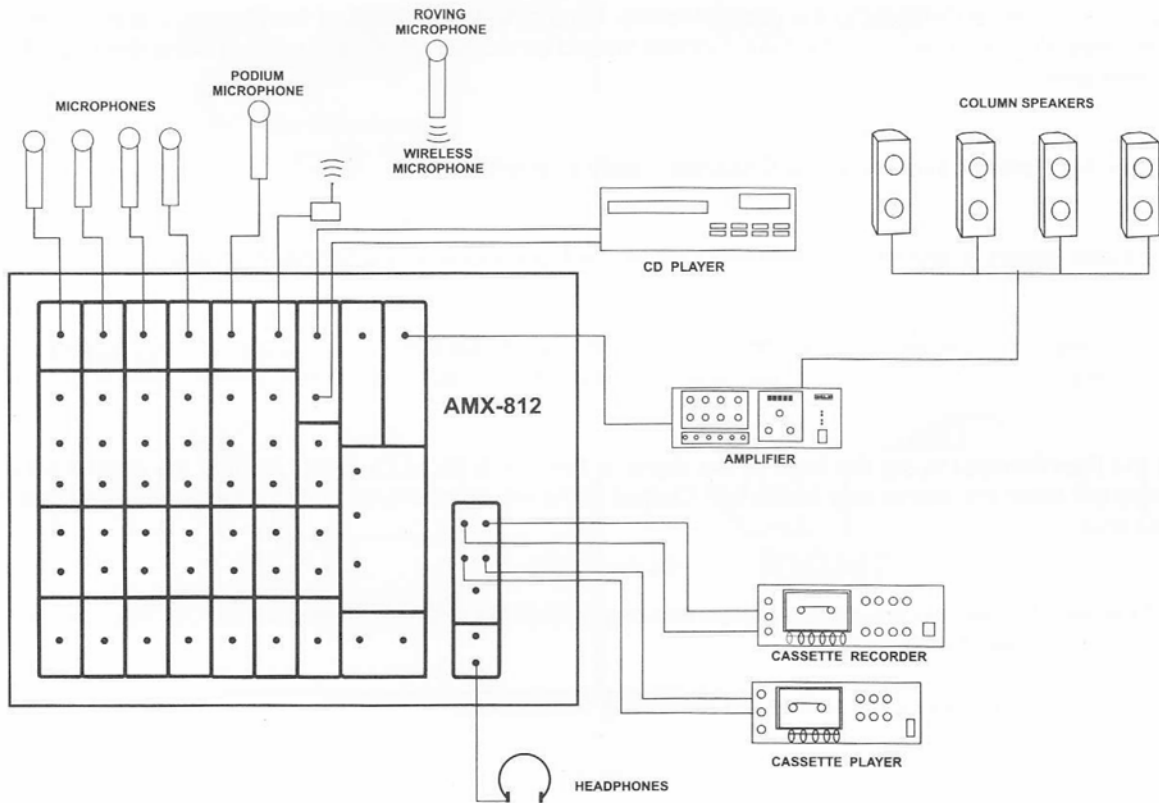 ROVING
MICROPHONE
PODIUM
MICROPHONE
MICROPHONES
WIRELESS
MICROPHONE
COLUMN SPEAKERS
CD PLAYER
AMX-812
AMPLIFIER
CASSETTE RECORDER
CASSETTE PLAYER
HEADPHONES